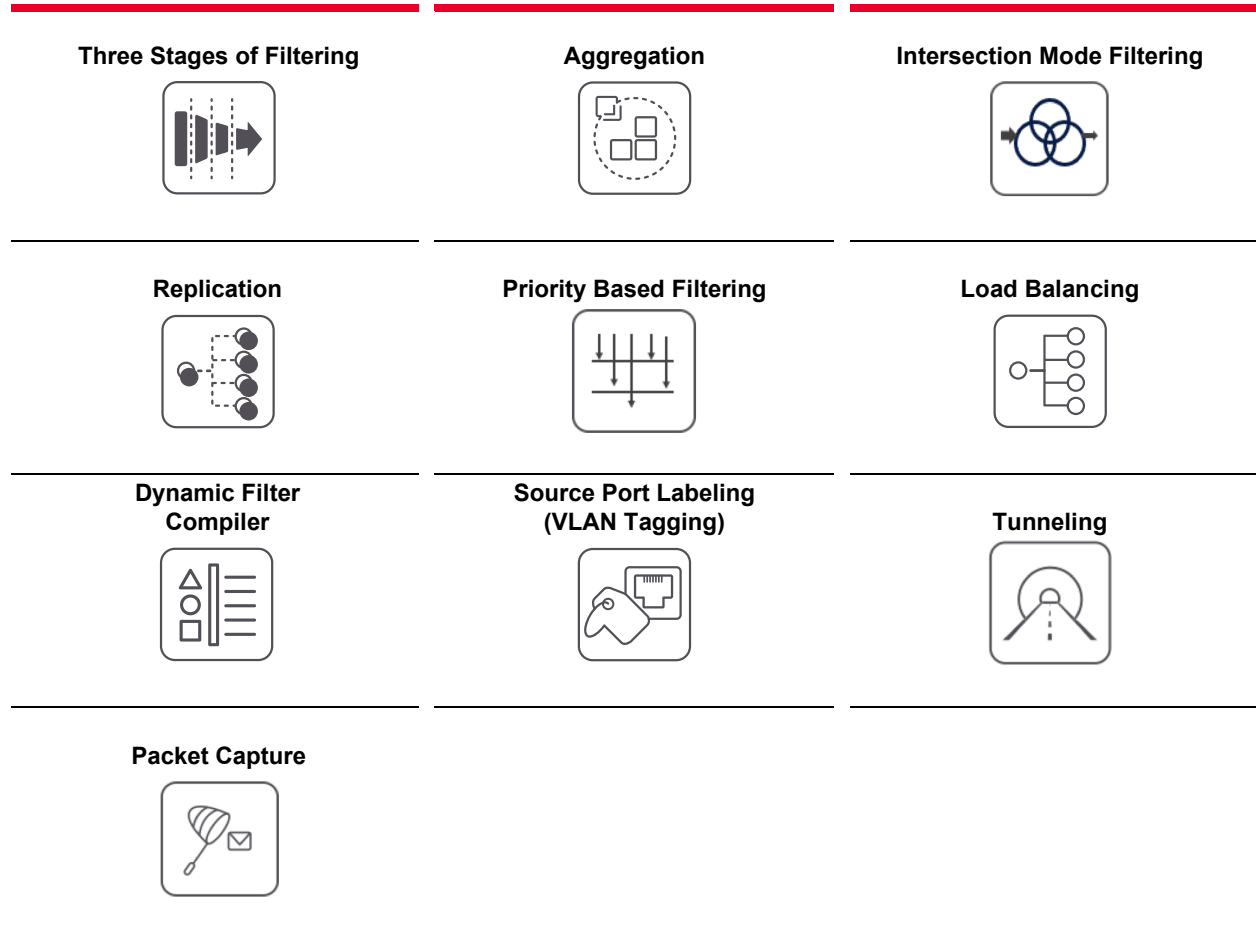 Three Stages of Filtering
Aggregation
Intersection Mode Filtering
Replication
Priority Based Filtering
Load Balancing
Dynamic Filter
Compiler
Source Port Labeling
(VLAN Tagging)
Tunneling
Packet Capture